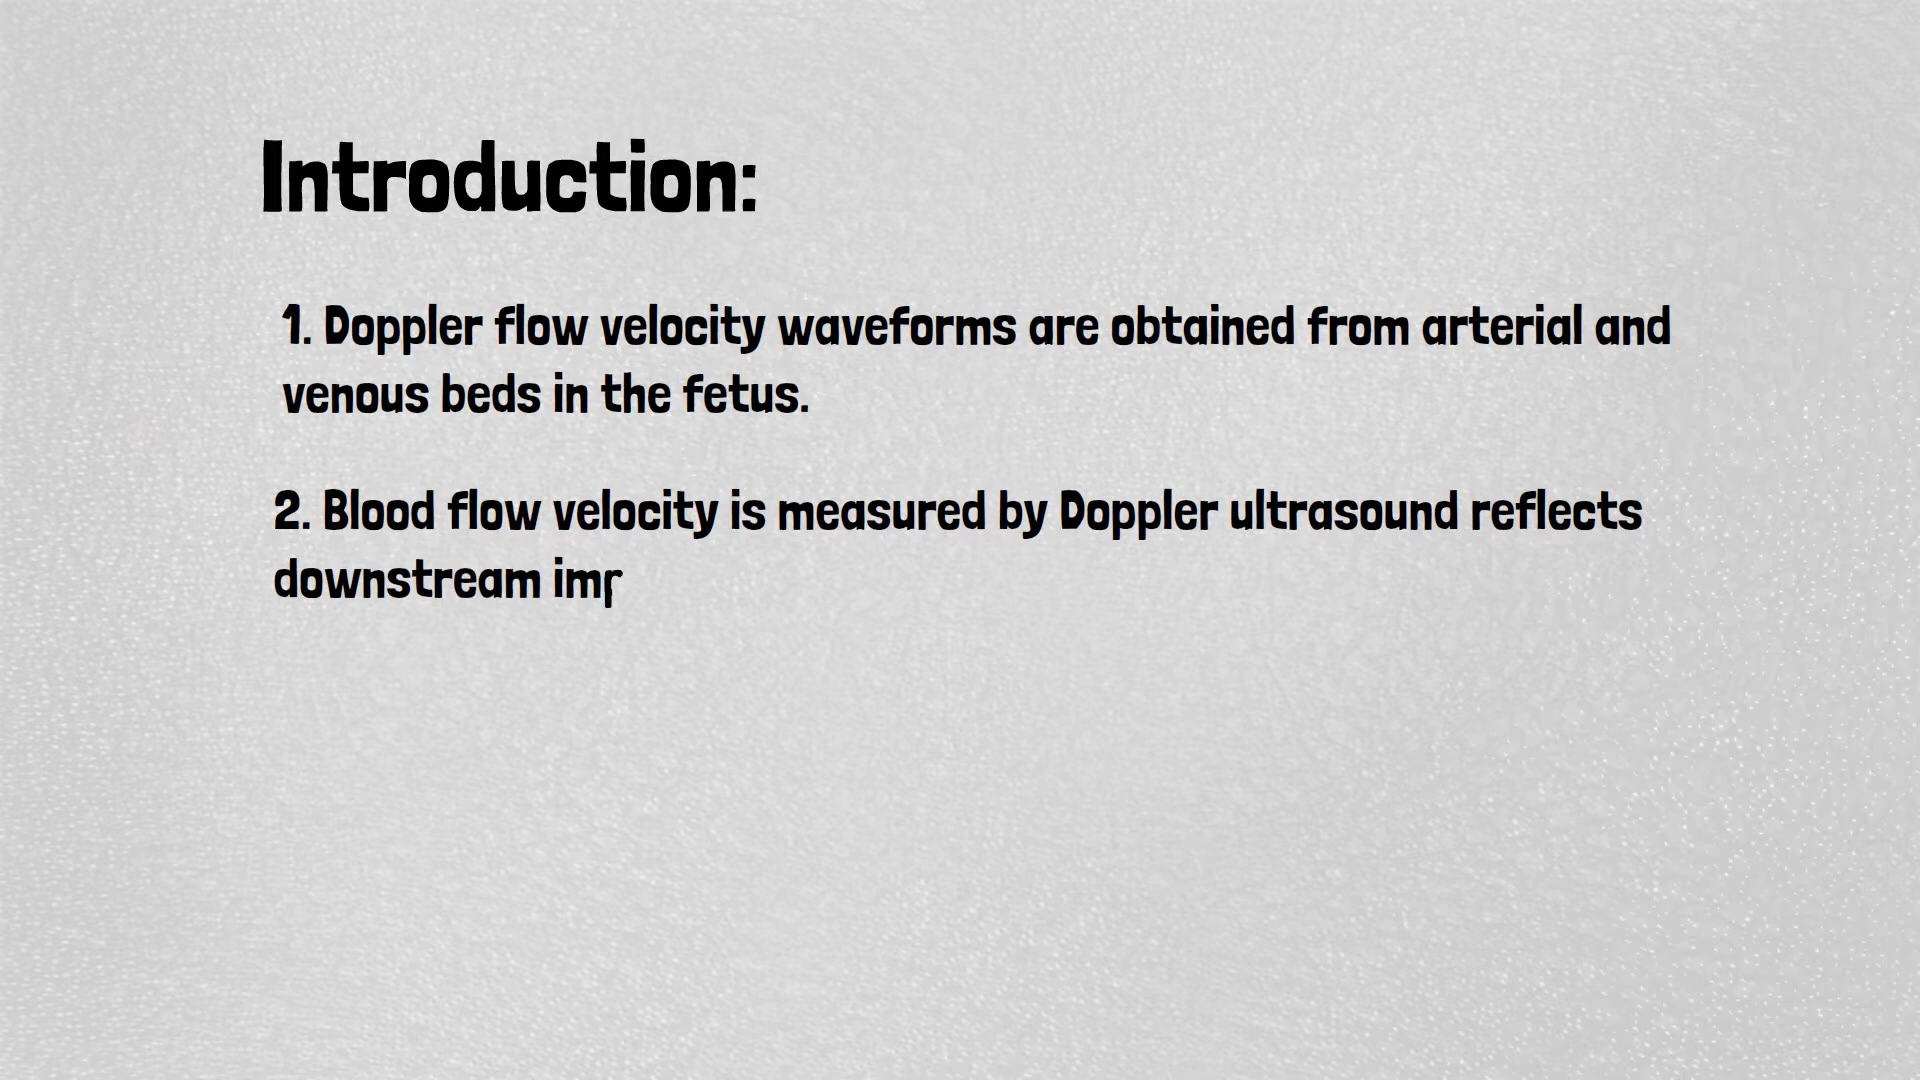 Introduction:
1. Doppler flow velocity waveforms are obtained from arterial and
venous beds in the fetus.
2. Blood flow velocity is measured by Doppler ultrasound reflects
downstream